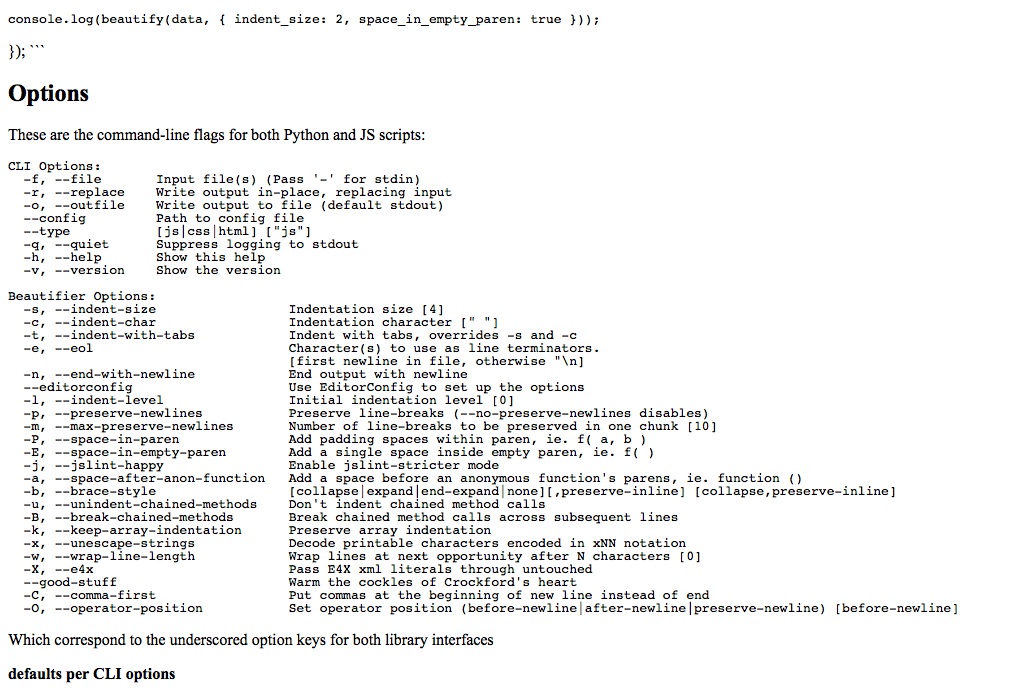 console.log(beautify(data, { indent_size: 2, space_in_empty_paren: true }));
}); ```
Options
These are the command-line flags for both Python and JS scripts:
CLI Options:
  -f, --file       Input file(s) (Pass '-' for stdin)
  -r, --replace    Write output in-place, replacing input
  -o, --outfile    Write output to file (default stdout)
  --config         Path to config file
  --type           [js|css|html] ["js"]
  -q, --quiet      Suppress logging to stdout
  -h, --help       Show this help
  -v, --version    Show the version
Beautifier Options:
  -s, --indent-size                 Indentation size [4]
  -c, --indent-char                 Indentation character [" "]
  -t, --indent-with-tabs            Indent with tabs, overrides -s and -c
  -e, --eol                         Character(s) to use as line terminators.
                                    [first newline in file, otherwise "\n]
  -n, --end-with-newline            End output with newline
  --editorconfig                    Use EditorConfig to set up the options
  -l, --indent-level                Initial indentation level [0]
  -p, --preserve-newlines           Preserve line-breaks (--no-preserve-newlines disables)
  -m, --max-preserve-newlines       Number of line-breaks to be preserved in one chunk [10]
  -P, --space-in-paren              Add padding spaces within paren, ie. f( a, b )
  -E, --space-in-empty-paren        Add a single space inside empty paren, ie. f( )
  -j, --jslint-happy                Enable jslint-stricter mode
  -a, --space-after-anon-function   Add a space before an anonymous function's parens, ie. function ()
  -b, --brace-style                 [collapse|expand|end-expand|none][,preserve-inline] [collapse,preserve-inline]
  -u, --unindent-chained-methods    Don't indent chained method calls
  -B, --break-chained-methods       Break chained method calls across subsequent lines
  -k, --keep-array-indentation      Preserve array indentation
  -x, --unescape-strings            Decode printable characters encoded in xNN notation
  -w, --wrap-line-length            Wrap lines at next opportunity after N characters [0]
  -X, --e4x                         Pass E4X xml literals through untouched
  --good-stuff                      Warm the cockles of Crockford's heart
  -C, --comma-first                 Put commas at the beginning of new line instead of end
  -O, --operator-position           Set operator position (before-newline|after-newline|preserve-newline) [before-newline]
Which correspond to the underscored option keys for both library interfaces
defaults per CLI options